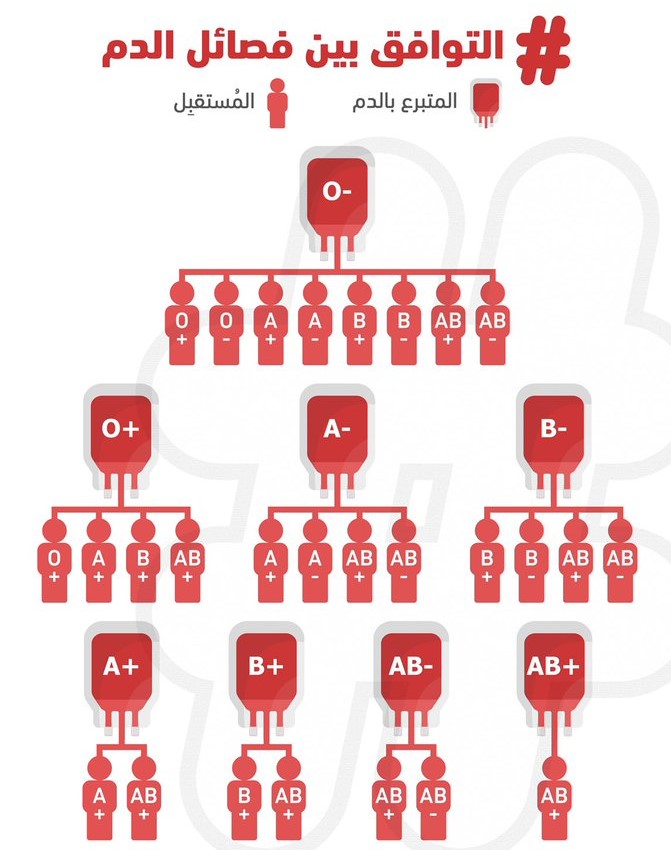 #التوافق بين فصائل الدم
المتبرع بالدم
المُستقبِل
O-
O+ O- A+ A- B+ B- AB+ AB-
O+ A- B-
O+ A+ B+ AB+
A+ A- AB+ AB-
B+ B- AB+ AB-
A+ B+ AB- AB+
A+ AB+
B+ AB+
AB+ AB-
AB+